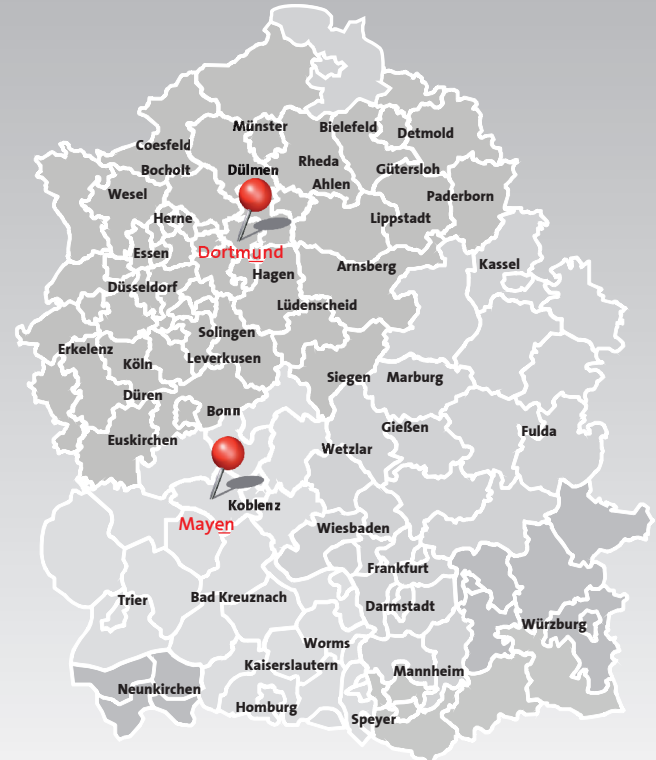 Münster
Bielefeld
Detmold
Coesfeld
Bocholt
Dülmen
Rheda
Gütersloh
Ahlen
Wesel
Paderborn
Herne
Lippstadt
Essen
Dortmund
Hagen
Arnsberg
Kassel
Düsseldorf
Lüdenscheid
Solingen
Erkelenz
Leverkusen
Köln
Siegen
Marburg
Düren
Bonn
Gießen
Fulda
Euskirchen
Wetzlar
Koblenz
Mayen
Wiesbaden
Frankfurt
Trier
Bad Kreuznach
Darmstadt
Würzburg
Worms
Kaiserslautern
Mannheim
Neunkirchen
Homburg
Speyer